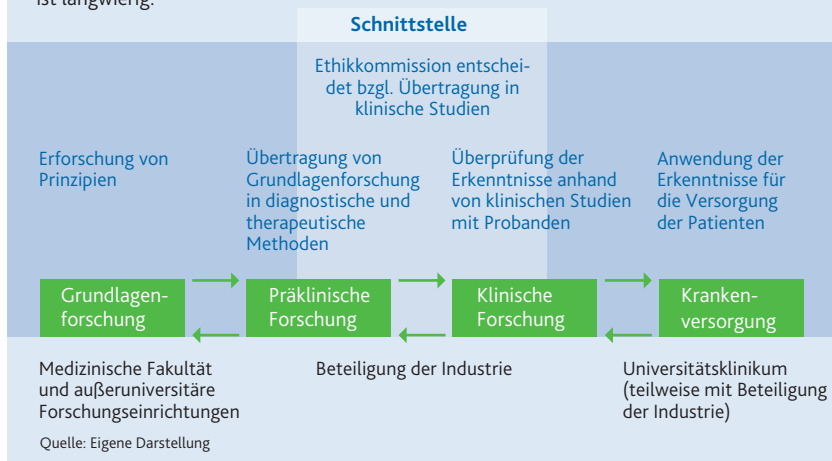 ist langwierig.
Schnittstelle
Ethikkommission entschei-
det bzgl. Übertragung in
klinische Studien
Erforschung von
Prinzipien
Übertragung von
Grundlagenforschung
in diagnostische und
therapeutische
Methoden
Überprüfung der
Erkenntnisse anhand
von klinischen Studien
mit Probanden
Anwendung der
Erkenntnisse für
die Versorgung
der Patienten
Grundlagen-
forschung
Präklinische
Forschung
Klinische
Forschung
Kranken-
versorgung
Medizinische Fakultät
und außeruniversitäre
Forschungseinrichtungen
Beteiligung der Industrie
Universitätsklinikum
(teilweise mit Beteiligung
der Industrie)
Quelle: Eigene Darstellung